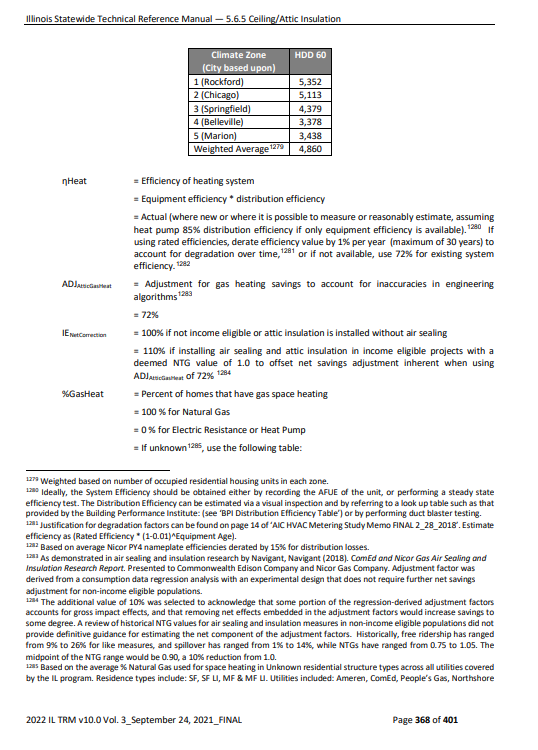 Illinois Statewide Technical Reference Manual — 5.6.5 Ceiling/Attic Insulation
Climate Zone (City based upon) HDD 60
1 (Rockford) 5,352
2 (Chicago) 5,113
3 (Springfield) 4,379
4 (Belleville) 3,378
5 (Marion) 3,438
Weighted Average1279 4,860
ηHeat = Efficiency of heating system
= Equipment efficiency * distribution efficiency
= Actual (where new or where it is possible to measure or reasonably estimate, assuming
heat pump 85% distribution efficiency if only equipment efficiency is available).1280 If
using rated efficiencies, derate efficiency value by 1% per year (maximum of 30 years) to
account for degradation over time,1281 or if not available, use 72% for existing system
efficiency.1282
ADJAtticGasHeat = Adjustment for gas heating savings to account for inaccuracies in engineering
algorithms1283
= 72%
IENetCorrection = 100% if not income eligible or attic insulation is installed without air sealing
= 110% if installing air sealing and attic insulation in income eligible projects with a
deemed NTG value of 1.0 to offset net savings adjustment inherent when using
ADJAtticGasHeat of 72% 1284
%GasHeat = Percent of homes that have gas space heating
= 100 % for Natural Gas
= 0 % for Electric Resistance or Heat Pump
= If unknown1285, use the following table:
1279 Weighted based on number of occupied residential housing units in each zone.
1280 Ideally, the System Efficiency should be obtained either by recording the AFUE of the unit, or performing a steady state
efficiency test. The Distribution Efficiency can be estimated via a visual inspection and by referring to a look up table such as that
provided by the Building Performance Institute: (see 'BPI Distribution Efficiency Table') or by performing duct blaster testing.
1281 Justification for degradation factors can be found on page 14 of 'AIC HVAC Metering Study Memo FINAL 2_28_2018'. Estimate
efficiency as (Rated Efficiency * (1-0.01)^Equipment Age).
1282 Based on average Nicor PY4 nameplate efficiencies derated by 15% for distribution losses.
1283 As demonstrated in air sealing and insulation research by Navigant, Navigant (2018). ComEd and Nicor Gas Air Sealing and
Insulation Research Report. Presented to Commonwealth Edison Company and Nicor Gas Company. Adjustment factor was
derived from a consumption data regression analysis with an experimental design that does not require further net savings
adjustment for non-income eligible populations.
1284 The additional value of 10% was selected to acknowledge that some portion of the regression-derived adjustment factors
accounts for gross impact effects, and that removing net effects embedded in the adjustment factors would increase savings to
some degree. A review of historical NTG values for air sealing and insulation measures in non-income eligible populations did not
provide definitive guidance for estimating the net component of the adjustment factors. Historically, free ridership has ranged
from 9% to 26% for like measures, and spillover has ranged from 1% to 14%, while NTGs have ranged from 0.75 to 1.05. The
midpoint of the NTG range would be 0.90, a 10% reduction from 1.0.
1285 Based on the average % Natural Gas used for space heating in Unknown residential structure types across all utilities covered
by the IL program. Residence types include: SF, SF LI, MF & MF LI. Utilities included: Ameren, ComEd, People's Gas, Northshore
2022 IL TRM v10.0 Vol. 3_September 24, 2021_FINAL Page 368 of 401